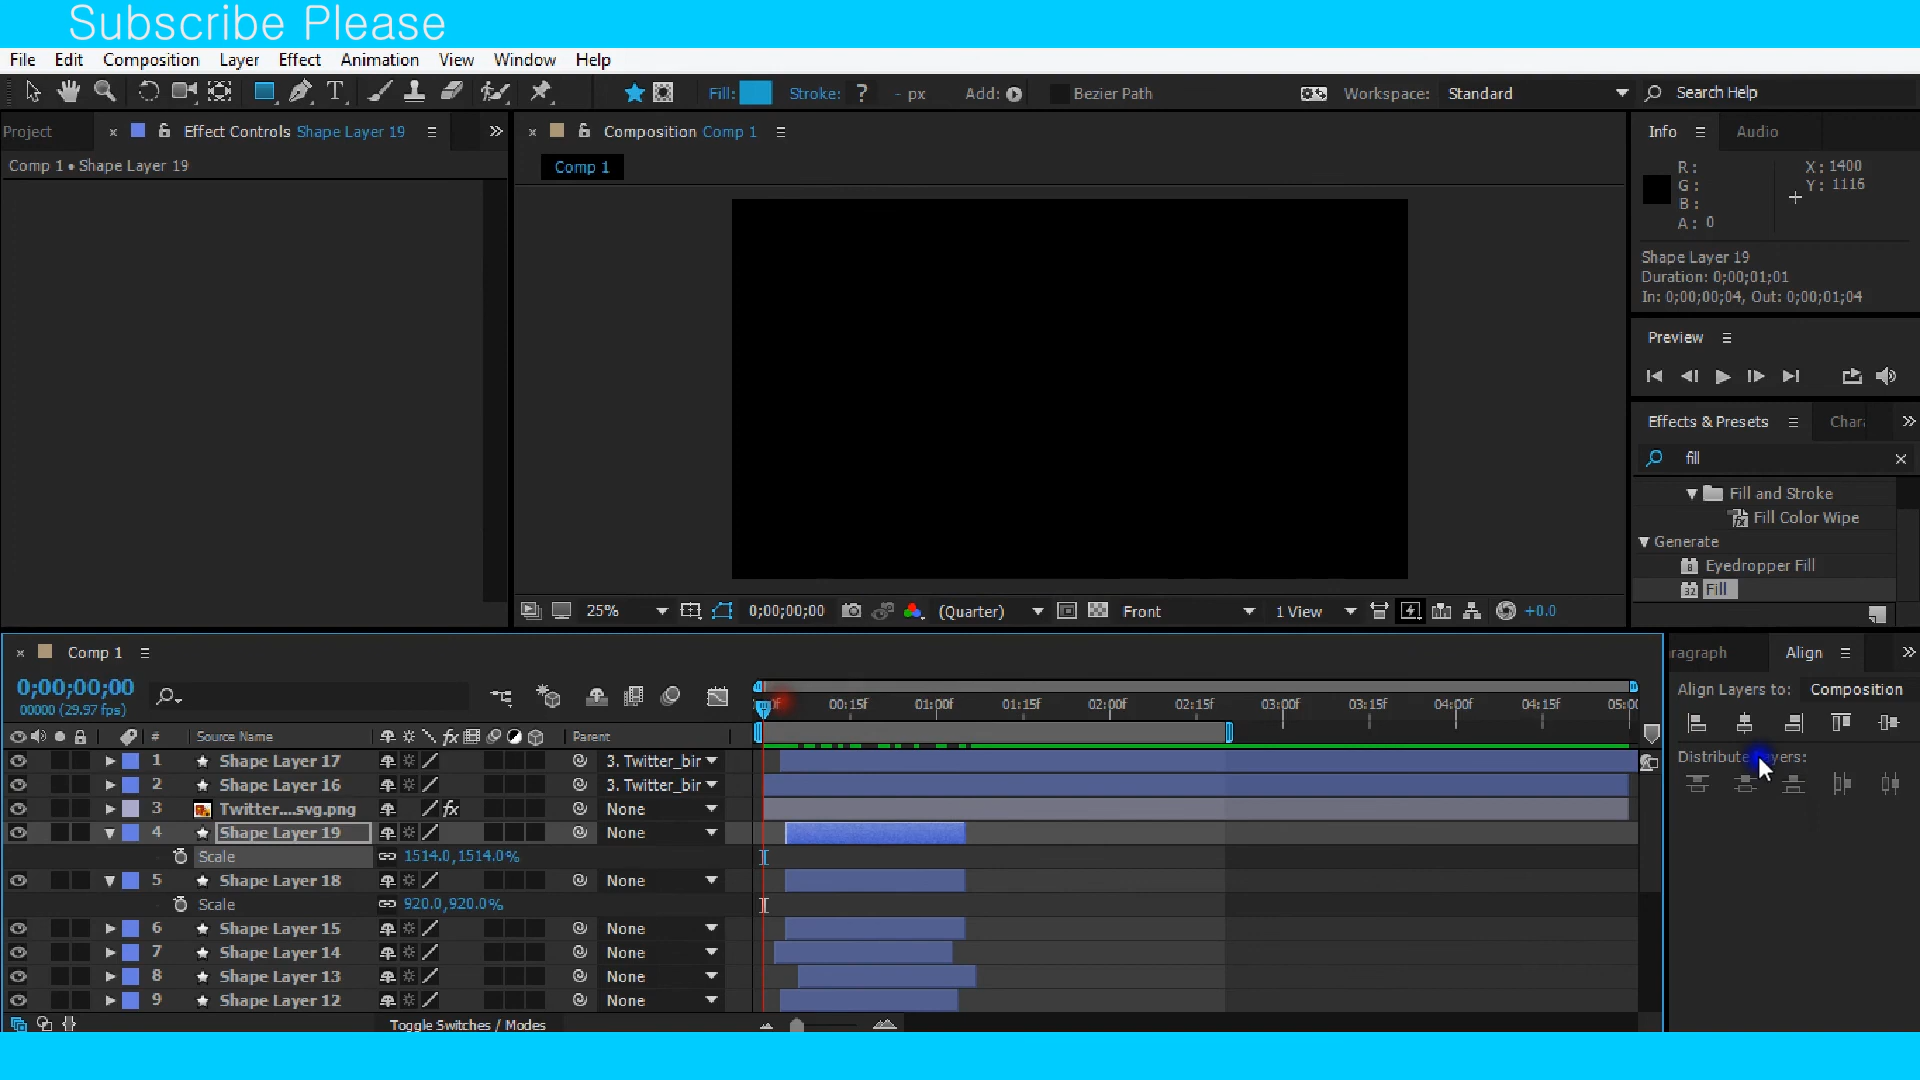 Subscribe Please
File Edit Composition Layer Effect Animation View Window Help
Fill: Stroke: ? - px Add: Bezier Path Workspace: Standard Search Help
Project Effect Controls Shape Layer 19 Composition Comp 1 Info Audio
Comp 1 • Shape Layer 19 Comp 1
R: X: 1400
G: Y: 1116
B:
A: 0
Shape Layer 19
Duration: 0;00;01;01
In: 0;00;00;04, Out: 0;00;01;04
Preview
Effects & Presets
fill
Fill and Stroke
Fill Color Wipe
Generate
Eyedropper Fill
32 Fill
25% 0;00;00;00 (Quarter) Front 1 View +0.0
Comp 1 Align
0;00;00;00
00000 (29.97 fps)
Align Layers to: Composition
00:15f 01:00f 01:15f 02:00f 02:15f 03:00f 03:15f 04:00f 04:15f
# Source Name fx Parent
Distribute
1 Shape Layer 17 3. Twitter_bir
2 Shape Layer 16 3. Twitter_bir
3 Twitter....svg.png fx None
4 Shape Layer 19 None
Scale 1514.0,1514.0%
5 Shape Layer 18 None
Scale 920.0,920.0%
6 Shape Layer 15 None
7 Shape Layer 14 None
8 Shape Layer 13 None
9 Shape Layer 12 None
Toggle Switches / Modes